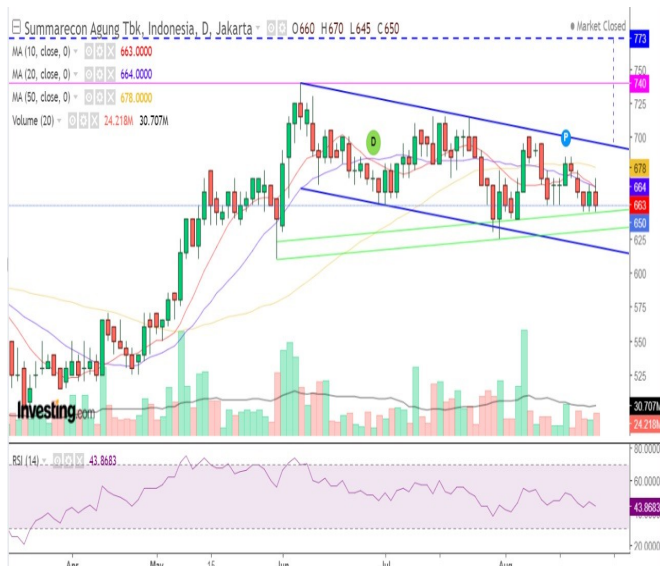 Summarecon Agung Tbk, Indonesia, D, Jakarta O660 H670 L645 C650
Market Closed
MA (10, close, 0) 663.0000
MA (20, close, 0) 664.0000
MA (50, close, 0) 678.0000
Volume (20) 24.218M 30.707M
773
750
740
725
700
678
664
663
650
625
600
575
550
525
30.707M
24.218M
D
P
Investing.com
RSI (14) 43.8683
80.0000
60.0000
43.8683
20.0000
Apr May 15 Jun Jul Aug